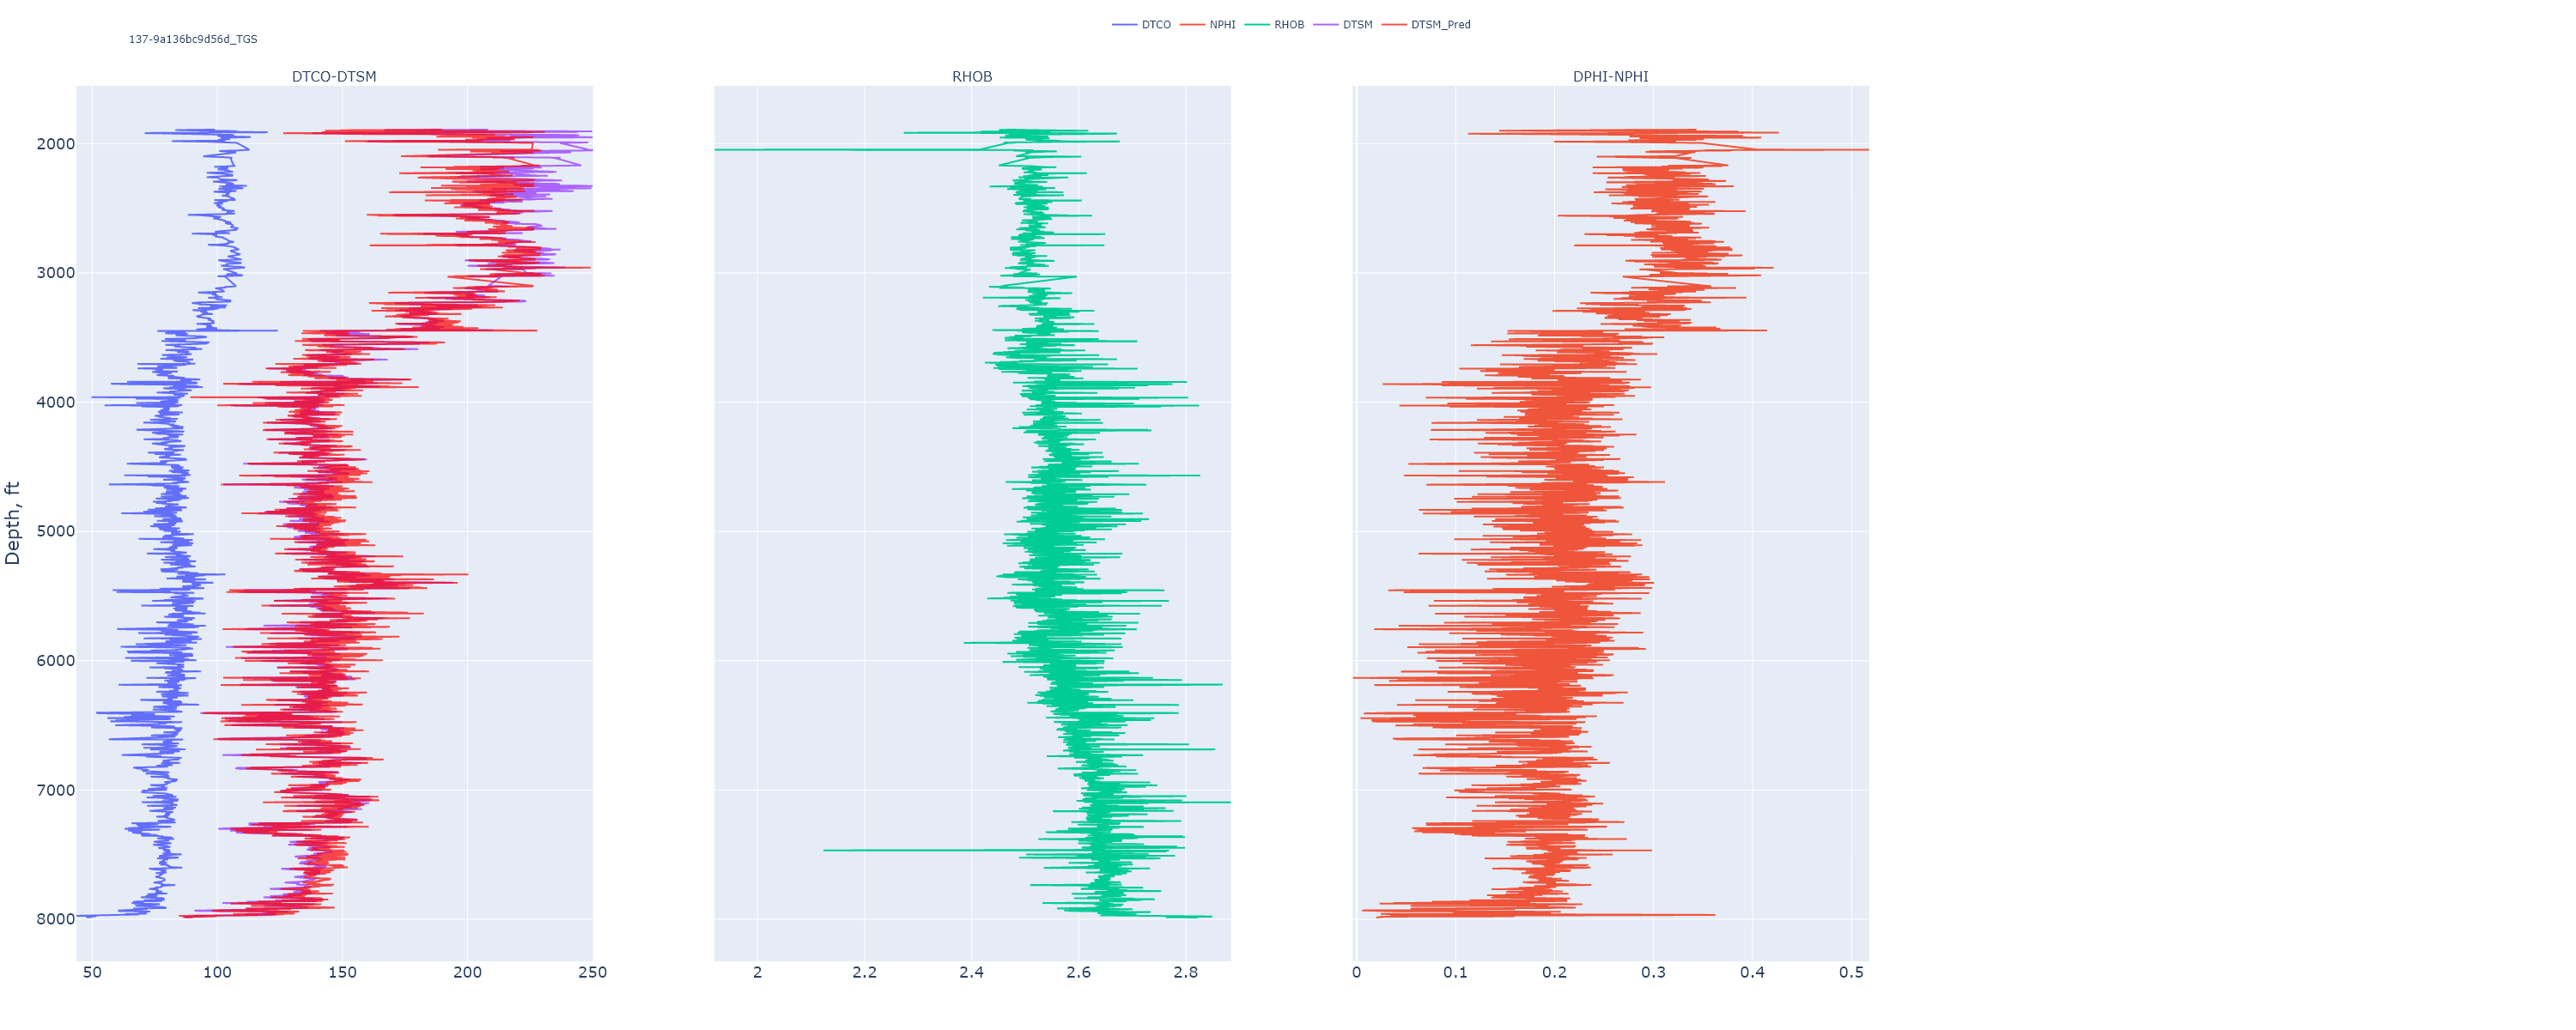 DTCO NPHI RHOB DTSM DTSM_Pred
137-9a136bc9d56d_TGS
DTCO-DTSM RHOB DPHI-NPHI
2000
3000
4000
5000
6000
7000
8000
Depth, ft
50 100 150 200 250 2 2.2 2.4 2.6 2.8 0 0.1 0.2 0.3 0.4 0.5